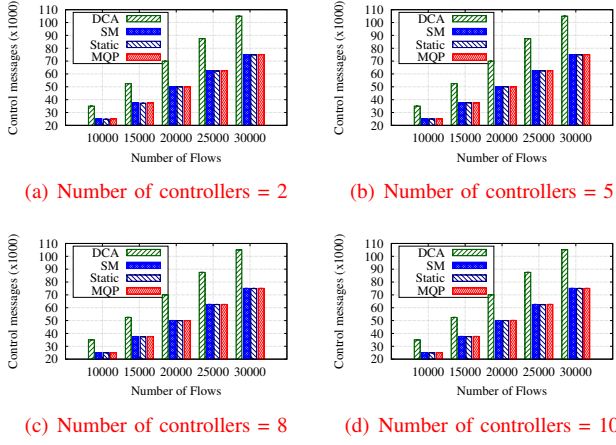 Control messages (x1000)
110
100
90
80
70
60
50
40
30
20
DCA
SM
Static
MQP
10000 15000 20000 25000 30000
Number of Flows
(a) Number of controllers = 2
Control messages (x1000)
110
100
90
80
70
60
50
40
30
20
DCA
SM
Static
MQP
10000 15000 20000 25000 30000
Number of Flows
(b) Number of controllers = 5
Control messages (x1000)
110
100
90
80
70
60
50
40
30
20
DCA
SM
Static
MQP
10000 15000 20000 25000 30000
Number of Flows
(c) Number of controllers = 8
Control messages (x1000)
110
100
90
80
70
60
50
40
30
20
DCA
SM
Static
MQP
10000 15000 20000 25000 30000
Number of Flows
(d) Number of controllers = 10